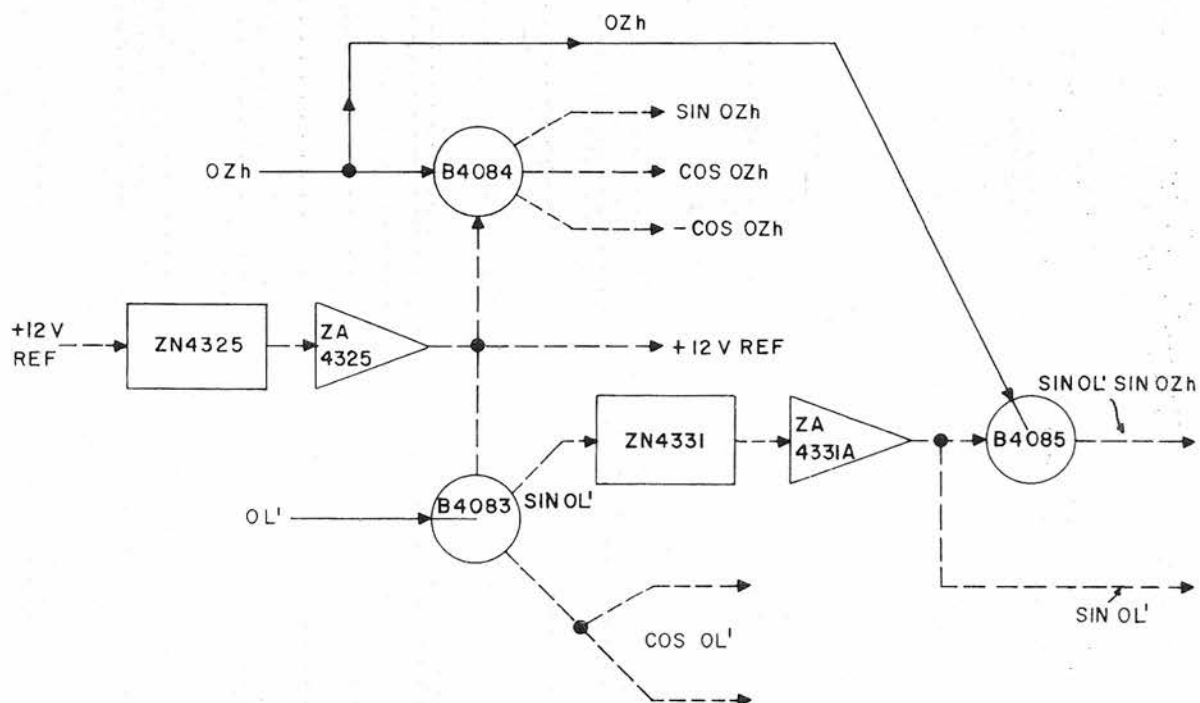 OZh
SIN OZh
OZh
B4084
COS OZh
-COS OZh
+12V
REF
ZN4325
ZA
4325
+12 V REF
SIN OL' SIN OZh
ZN4331
ZA
4331A
B4085
OL'
B4083
SIN OL'
SIN OL'
COS OL'